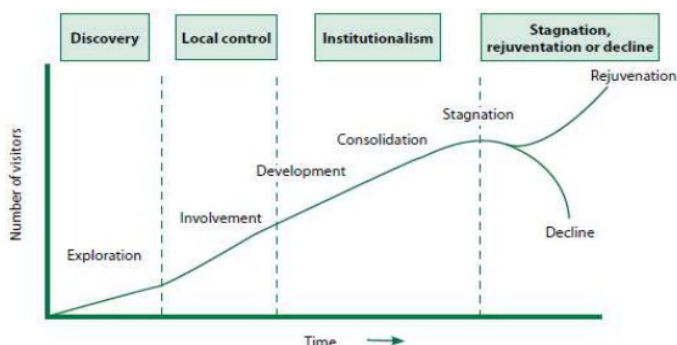 Discovery
Local control
Institutionalism
Stagnation,
rejuventation or decline
Rejuvenation
Stagnation
Consolidation
Development
Involvement
Exploration
Decline
Number of visitors
Time